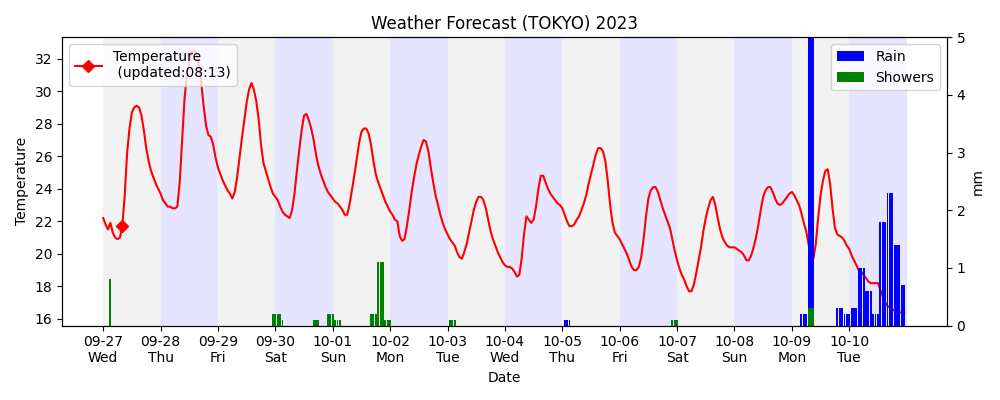 Weather Forecast (TOKYO) 2023
Temperature
(updated:08:13)
Rain
Showers
Temperature
32
30
28
26
24
22
20
18
16
5
4
3
2
1
0
mm
09-27 09-28 09-29 09-30 10-01 10-02 10-03 10-04 10-05 10-06 10-07 10-08 10-09 10-10
Wed Thu Fri Sat Sun Mon Tue Wed Thu Fri Sat Sun Mon Tue
Date